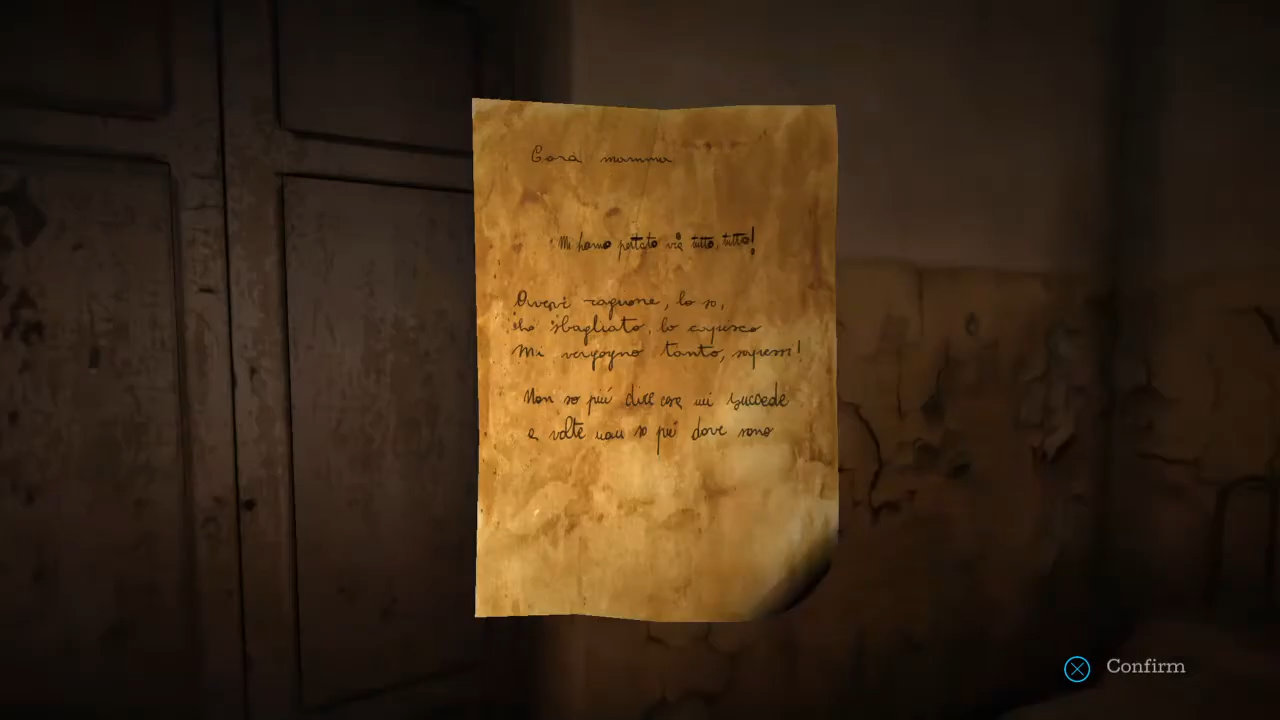 Cara mamma
Mi hanno pottato via tutto, tutto!
Avevi ragione, lo so,
ho sbagliato, lo capisco
Mi vergogno tanto, sapessi!
Non so più dire cosa mi succede
a volte non so più dove sono
Confirm